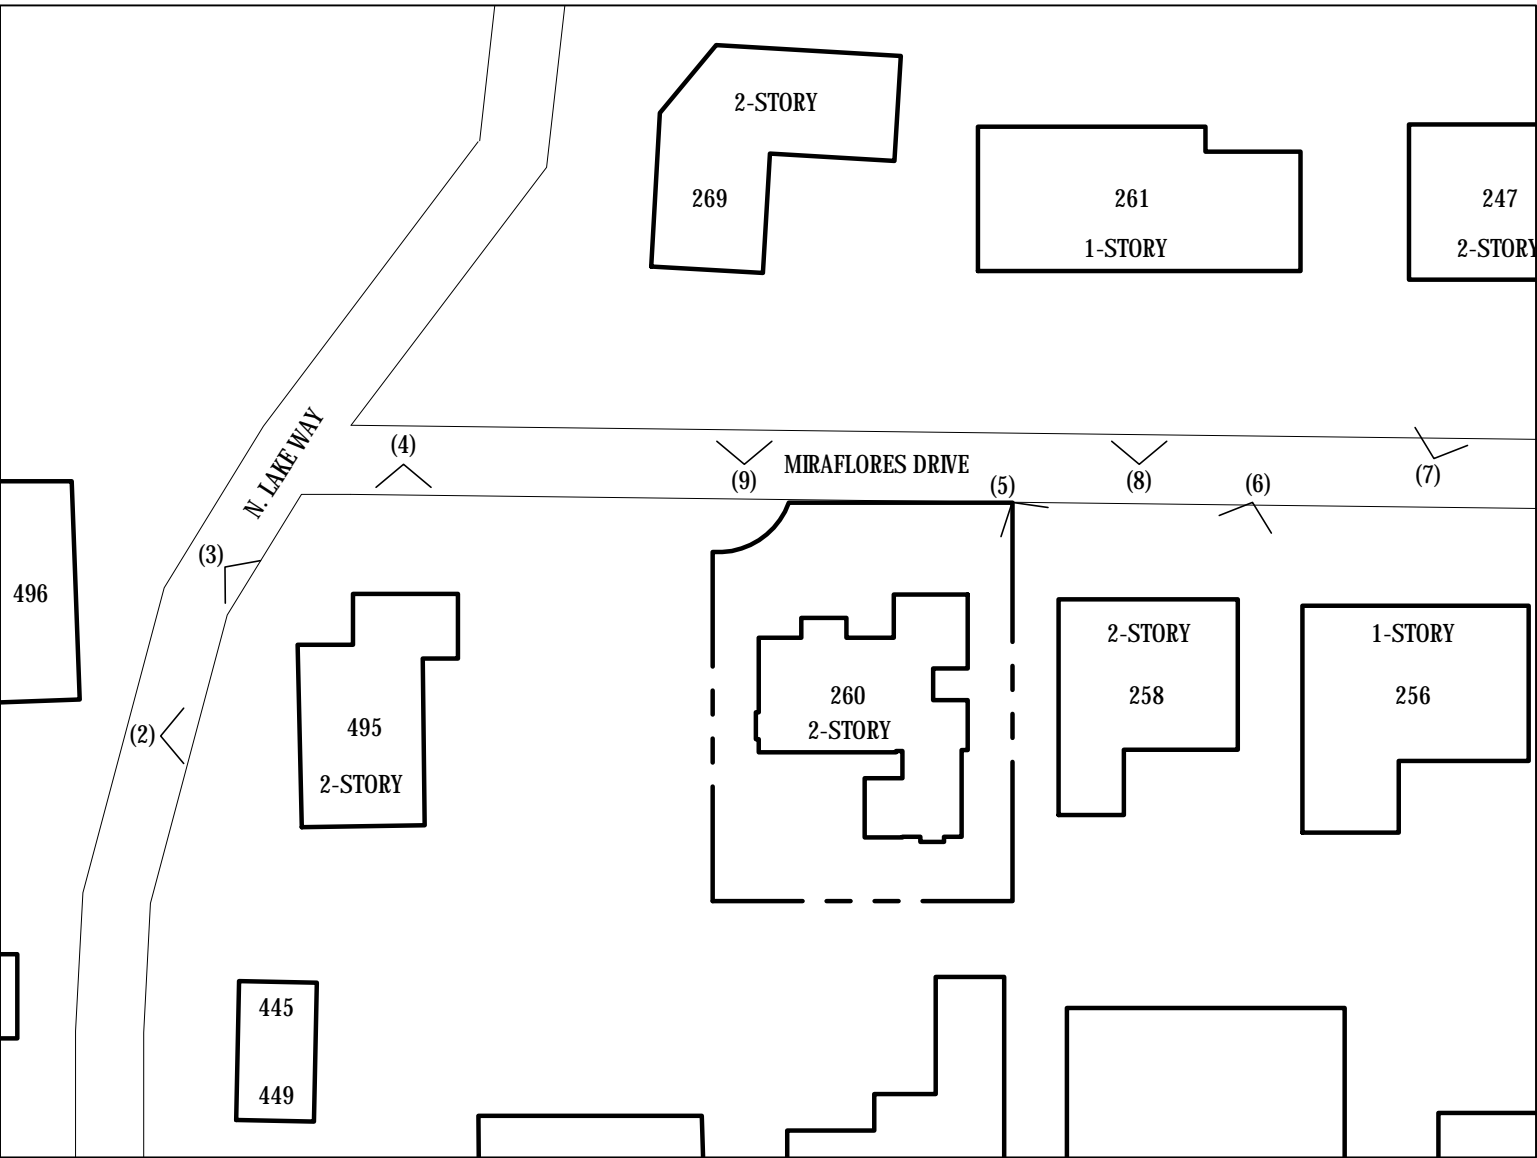 2-STORY
269
261
1-STORY
247
2-STORY
N. LAKE WAY
(4)
(9)
MIRAFLORES DRIVE
(5)
(8)
(6)
(7)
(3)
496
(2)
495
2-STORY
260
2-STORY
2-STORY
258
1-STORY
256
445
449